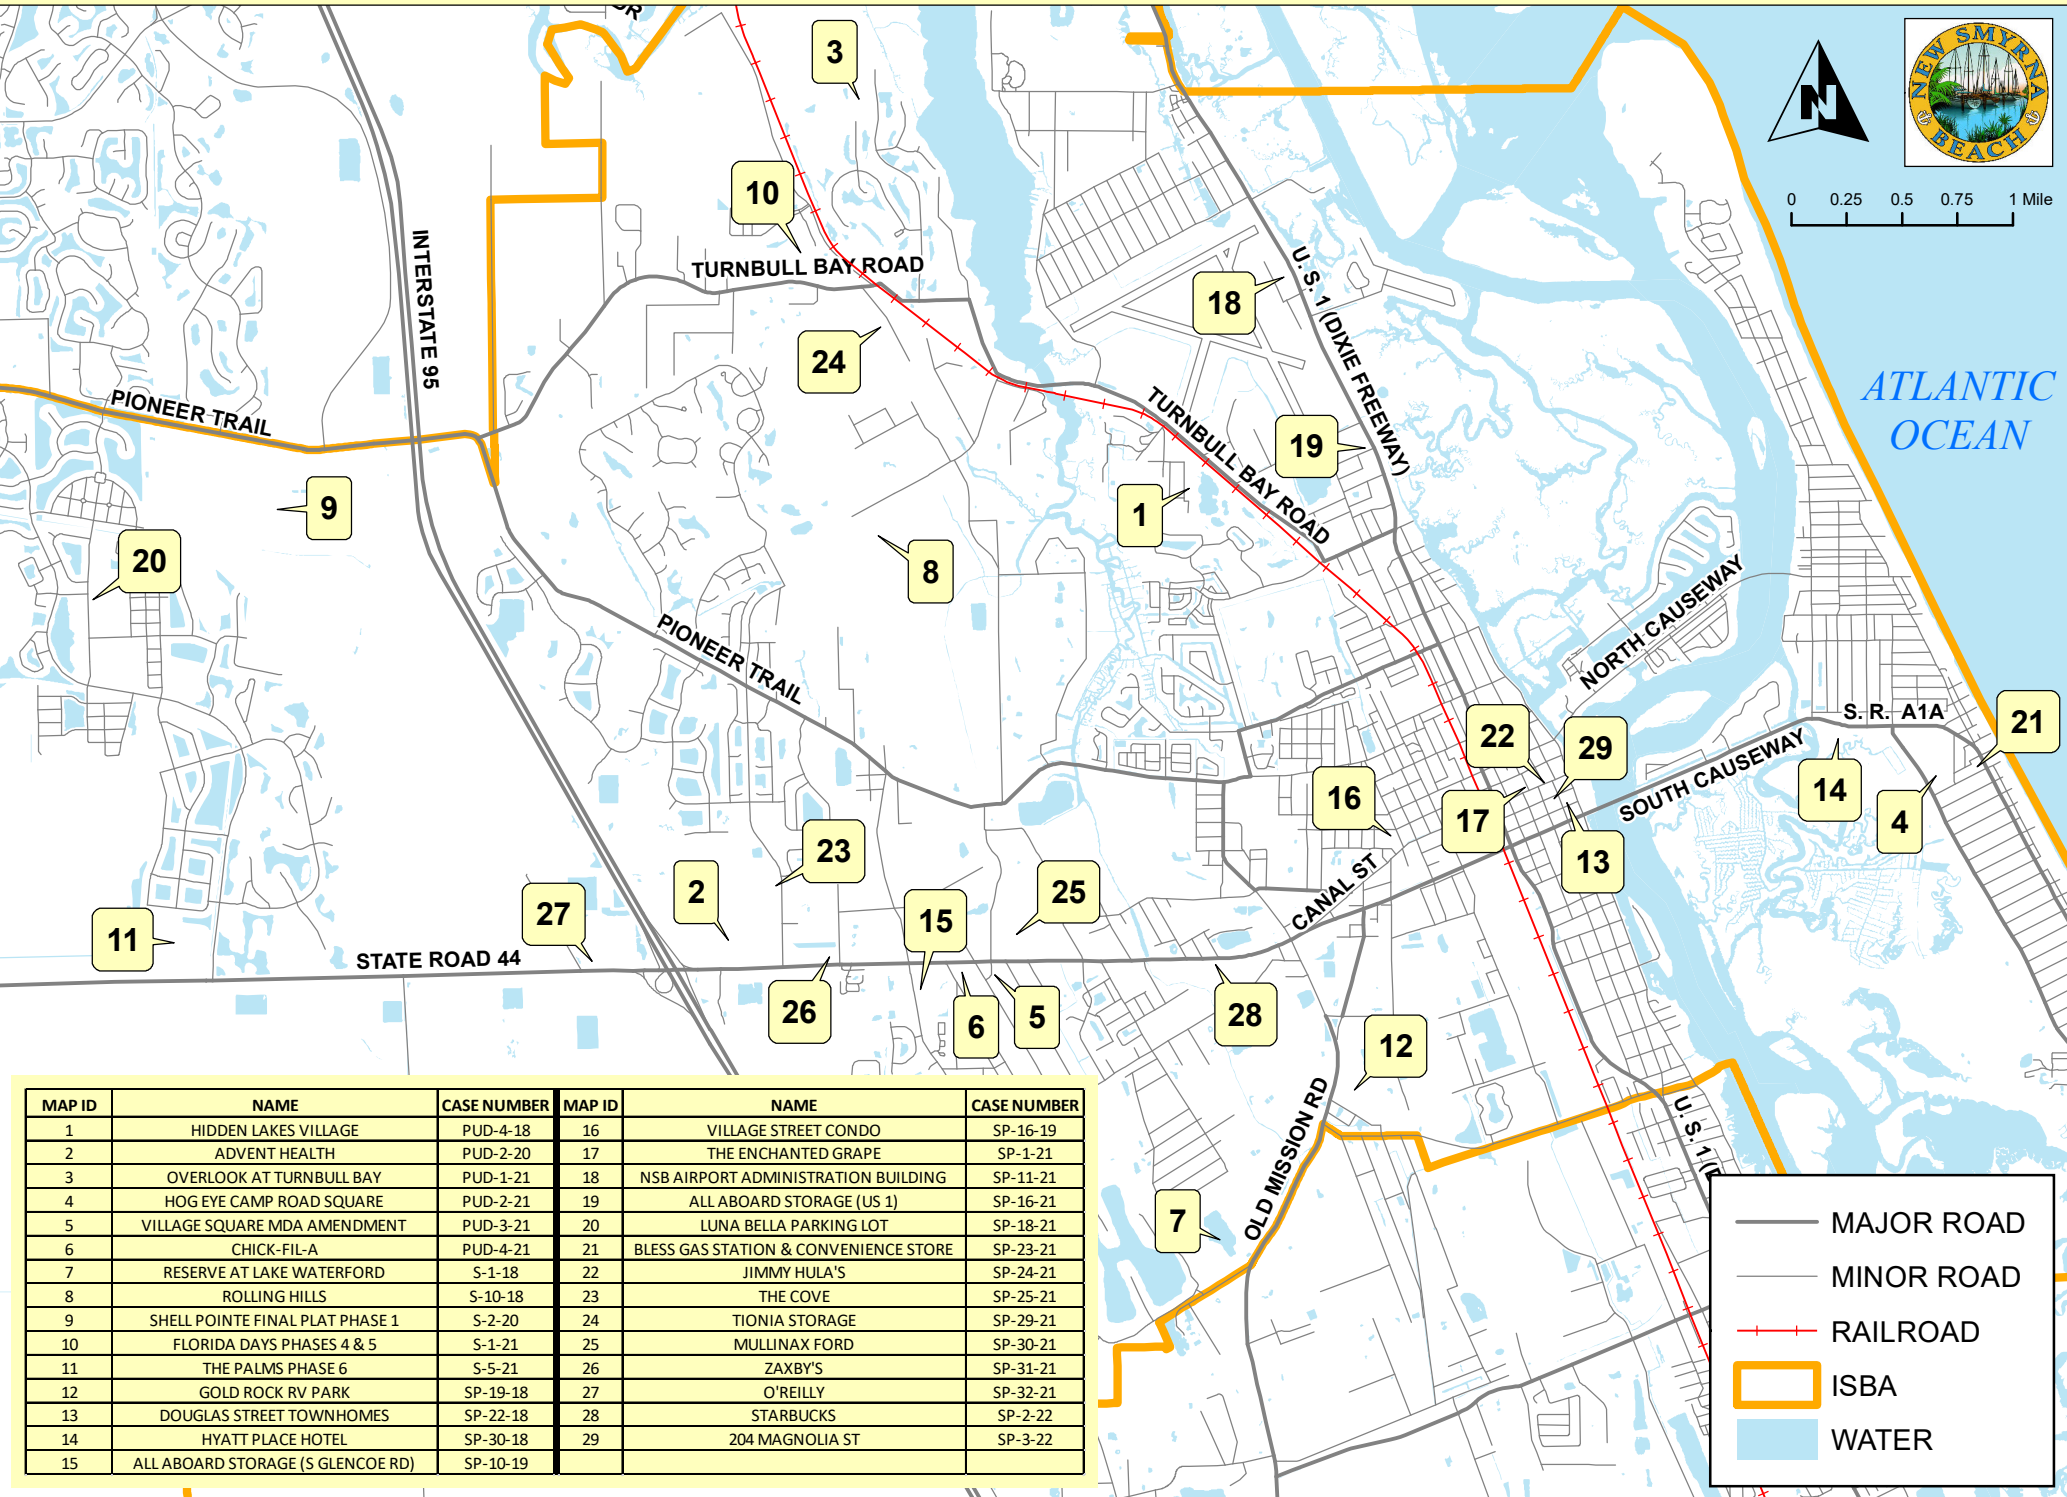 OR
3
NEW SMYRNA
BEACH
N
0 0.25 0.5 0.75 1 Mile
10
INTERSTATE 95
TURNBULL BAY ROAD
18
U. S. 1 (DIXIE FREEWAY)
24
ATLANTIC
OCEAN
PIONEER TRAIL
TURNBULL BAY ROAD
19
9
1
20
8
NORTH CAUSEWAY
PIONEER TRAIL
S. R. A1A
21
22
29
SOUTH CAUSEWAY
16
14
17
4
23
13
2
25
CANAL ST
27
15
11
STATE ROAD 44
26
6
5
28
12
OLD MISSION RD
U. S. 1 (
7
MAP ID NAME CASE NUMBER MAP ID NAME CASE NUMBER
1 HIDDEN LAKES VILLAGE PUD-4-18 16 VILLAGE STREET CONDO SP-16-19
2 ADVENT HEALTH PUD-2-20 17 THE ENCHANTED GRAPE SP-1-21
3 OVERLOOK AT TURNBULL BAY PUD-1-21 18 NSB AIRPORT ADMINISTRATION BUILDING SP-11-21
4 HOG EYE CAMP ROAD SQUARE PUD-2-21 19 ALL ABOARD STORAGE (US 1) SP-16-21
5 VILLAGE SQUARE MDA AMENDMENT PUD-3-21 20 LUNA BELLA PARKING LOT SP-18-21
6 CHICK-FIL-A PUD-4-21 21 BLESS GAS STATION & CONVENIENCE STORE SP-23-21
7 RESERVE AT LAKE WATERFORD S-1-18 22 JIMMY HULA'S SP-24-21
8 ROLLING HILLS S-10-18 23 THE COVE SP-25-21
9 SHELL POINTE FINAL PLAT PHASE 1 S-2-20 24 TIONIA STORAGE SP-29-21
10 FLORIDA DAYS PHASES 4 & 5 S-1-21 25 MULLINAX FORD SP-30-21
11 THE PALMS PHASE 6 S-5-21 26 ZAXBY'S SP-31-21
12 GOLD ROCK RV PARK SP-19-18 27 O'REILLY SP-32-21
13 DOUGLAS STREET TOWNHOMES SP-22-18 28 STARBUCKS SP-2-22
14 HYATT PLACE HOTEL SP-30-18 29 204 MAGNOLIA ST SP-3-22
15 ALL ABOARD STORAGE (S GLENCOE RD) SP-10-19
MAJOR ROAD
MINOR ROAD
RAILROAD
ISBA
WATER